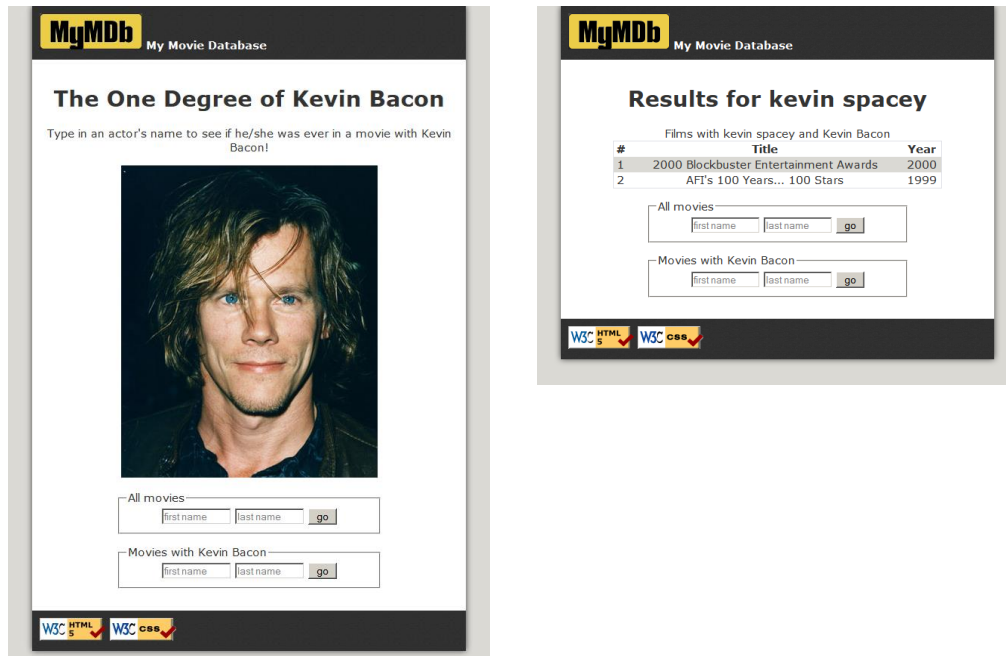 MyMDb My Movie Database
The One Degree of Kevin Bacon
Type in an actor's name to see if he/she was ever in a movie with Kevin
Bacon!
All movies
first name last name go
Movies with Kevin Bacon
first name last name go
W3C HTML 5 W3C css
MyMDb My Movie Database
Results for kevin spacey
Films with kevin spacey and Kevin Bacon
# Title Year
1 2000 Blockbuster Entertainment Awards 2000
2 AFI's 100 Years... 100 Stars 1999
All movies
first name last name go
Movies with Kevin Bacon
first name last name go
W3C HTML 5 W3C css